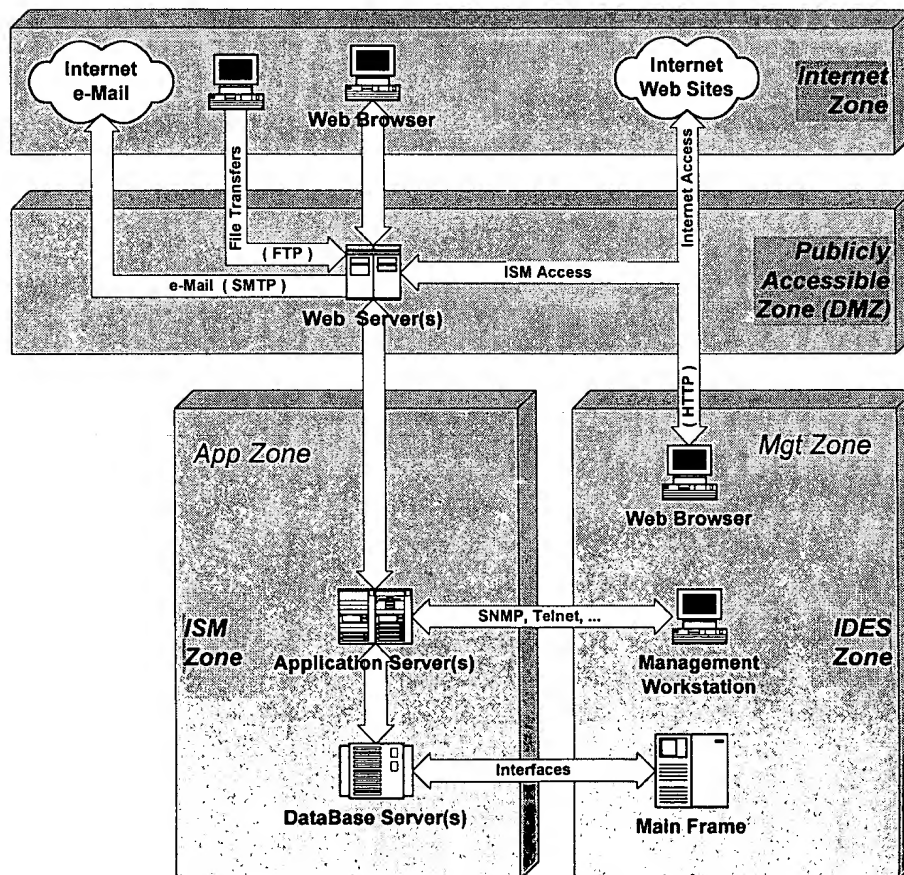 Internet
e-Mail
Web Browser
Internet
Web Sites
Internet
Zone
File Transfers
Internet Access
( FTP )
ISM Access
e-Mail ( SMTP )
Web Server(s)
Publicly
Accessible
Zone (DMZ)
( HTTP )
App Zone
Mgt Zone
Web Browser
ISM
Zone
SNMP, Telnet, ...
Application Server(s)
Management
Workstation
IDES
Zone
Interfaces
DataBase Server(s)
Main Frame